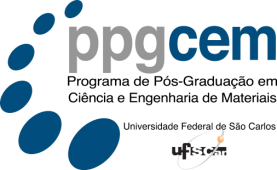 ppgcem
Programa de Pós-Graduação em
Ciência e Engenharia de Materiais
Universidade Federal de São Carlos
ufscar